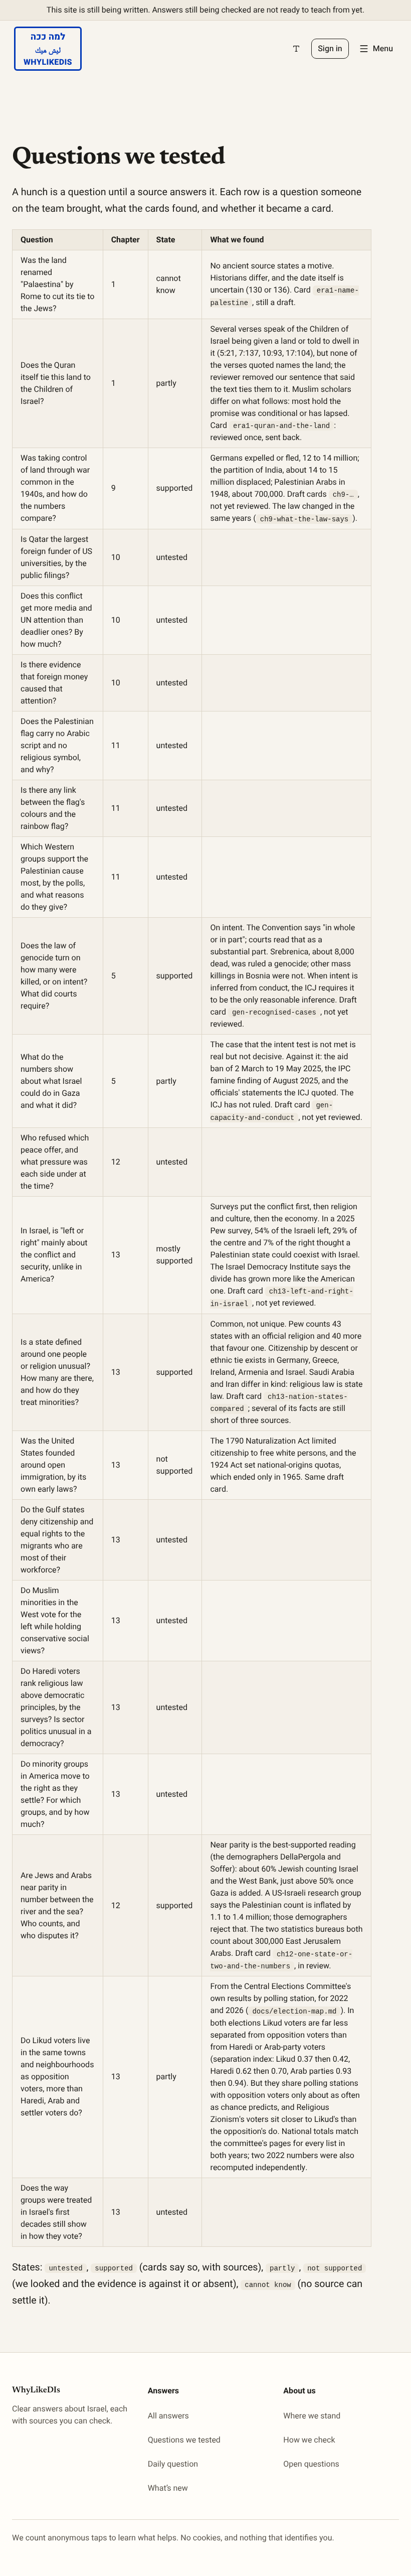 This site is still being written. Answers still being checked are not ready to teach from yet.
למה ככה
ليش هيك
WHYLIKEDIS
T
Sign in
Menu
Questions we tested
A hunch is a question until a source answers it. Each row is a question someone
on the team brought, what the cards found, and whether it became a card.
Question Chapter State What we found
Was the land
renamed
"Palaestina" by
Rome to cut its tie to
the Jews?
1
cannot
know
No ancient source states a motive.
Historians differ, and the date itself is
uncertain (130 or 136). Card era1-name-
palestine , still a draft.
Does the Quran
itself tie this land to
the Children of
Israel?
1
partly
Several verses speak of the Children of
Israel being given a land or told to dwell in
it (5:21, 7:137, 10:93, 17:104), but none of
the verses quoted names the land; the
reviewer removed our sentence that said
the text ties them to it. Muslim scholars
differ on what follows: most hold the
promise was conditional or has lapsed.
Card era1-quran-and-the-land :
reviewed once, sent back.
Was taking control
of land through war
common in the
1940s, and how do
the numbers
compare?
9
supported
Germans expelled or fled, 12 to 14 million;
the partition of India, about 14 to 15
million displaced; Palestinian Arabs in
1948, about 700,000. Draft cards ch9-… ,
not yet reviewed. The law changed in the
same years ( ch9-what-the-law-says ).
Is Qatar the largest
foreign funder of US
universities, by the
public filings?
10
untested
Does this conflict
get more media and
UN attention than
deadlier ones? By
how much?
10
untested
Is there evidence
that foreign money
caused that
attention?
10
untested
Does the Palestinian
flag carry no Arabic
script and no
religious symbol,
and why?
11
untested
Is there any link
between the flag's
colours and the
rainbow flag?
11
untested
Which Western
groups support the
Palestinian cause
most, by the polls,
and what reasons
do they give?
11
untested
Does the law of
genocide turn on
how many were
killed, or on intent?
What did courts
require?
5
supported
On intent. The Convention says "in whole
or in part"; courts read that as a
substantial part. Srebrenica, about 8,000
dead, was ruled a genocide; other mass
killings in Bosnia were not. When intent is
inferred from conduct, the ICJ requires it
to be the only reasonable inference. Draft
card gen-recognised-cases , not yet
reviewed.
What do the
numbers show
about what Israel
could do in Gaza
and what it did?
5
partly
The case that the intent test is not met is
real but not decisive. Against it: the aid
ban of 2 March to 19 May 2025, the IPC
famine finding of August 2025, and the
officials' statements the ICJ quoted. The
ICJ has not ruled. Draft card gen-
capacity-and-conduct , not yet reviewed.
Who refused which
peace offer, and
what pressure was
each side under at
the time?
12
untested
In Israel, is "left or
right" mainly about
the conflict and
security, unlike in
America?
13
mostly
supported
Surveys put the conflict first, then religion
and culture, then the economy. In a 2025
Pew survey, 54% of the Israeli left, 29% of
the centre and 7% of the right thought a
Palestinian state could coexist with Israel.
The Israel Democracy Institute says the
divide has grown more like the American
one. Draft card ch13-left-and-right-
in-israel , not yet reviewed.
Is a state defined
around one people
or religion unusual?
How many are there,
and how do they
treat minorities?
13
supported
Common, not unique. Pew counts 43
states with an official religion and 40 more
that favour one. Citizenship by descent or
ethnic tie exists in Germany, Greece,
Ireland, Armenia and Israel. Saudi Arabia
and Iran differ in kind: religious law is state
law. Draft card ch13-nation-states-
compared ; several of its facts are still
short of three sources.
Was the United
States founded
around open
immigration, by its
own early laws?
13
not
supported
The 1790 Naturalization Act limited
citizenship to free white persons, and the
1924 Act set national-origins quotas,
which ended only in 1965. Same draft
card.
Do the Gulf states
deny citizenship and
equal rights to the
migrants who are
most of their
workforce?
13
untested
Do Muslim
minorities in the
West vote for the
left while holding
conservative social
views?
13
untested
Do Haredi voters
rank religious law
above democratic
principles, by the
surveys? Is sector
politics unusual in a
democracy?
13
untested
Do minority groups
in America move to
the right as they
settle? For which
groups, and by how
much?
13
untested
Are Jews and Arabs
near parity in
number between the
river and the sea?
Who counts, and
who disputes it?
12
supported
Near parity is the best-supported reading
(the demographers DellaPergola and
Soffer): about 60% Jewish counting Israel
and the West Bank, just above 50% once
Gaza is added. A US-Israeli research group
says the Palestinian count is inflated by
1.1 to 1.4 million; those demographers
reject that. The two statistics bureaus both
count about 300,000 East Jerusalem
Arabs. Draft card ch12-one-state-or-
two-and-the-numbers , in review.
Do Likud voters live
in the same towns
and neighbourhoods
as opposition
voters, more than
Haredi, Arab and
settler voters do?
13
partly
From the Central Elections Committee's
own results by polling station, for 2022
and 2026 ( docs/election-map.md ). In
both elections Likud voters are far less
separated from opposition voters than
from Haredi or Arab-party voters
(separation index: Likud 0.37 then 0.42,
Haredi 0.62 then 0.70, Arab parties 0.93
then 0.94). But they share polling stations
with opposition voters only about as often
as chance predicts, and Religious
Zionism's voters sit closer to Likud's than
the opposition's do. National totals match
the committee's pages for every list in
both years; two 2022 numbers were also
recomputed independently.
Does the way
groups were treated
in Israel's first
decades still show
in how they vote?
13
untested
States: untested , supported (cards say so, with sources), partly , not supported
(we looked and the evidence is against it or absent), cannot know (no source can
settle it).
WhyLikeDIs
Clear answers about Israel, each
with sources you can check.
Answers
All answers
Questions we tested
Daily question
What's new
About us
Where we stand
How we check
Open questions
We count anonymous taps to learn what helps. No cookies, and nothing that identifies you.